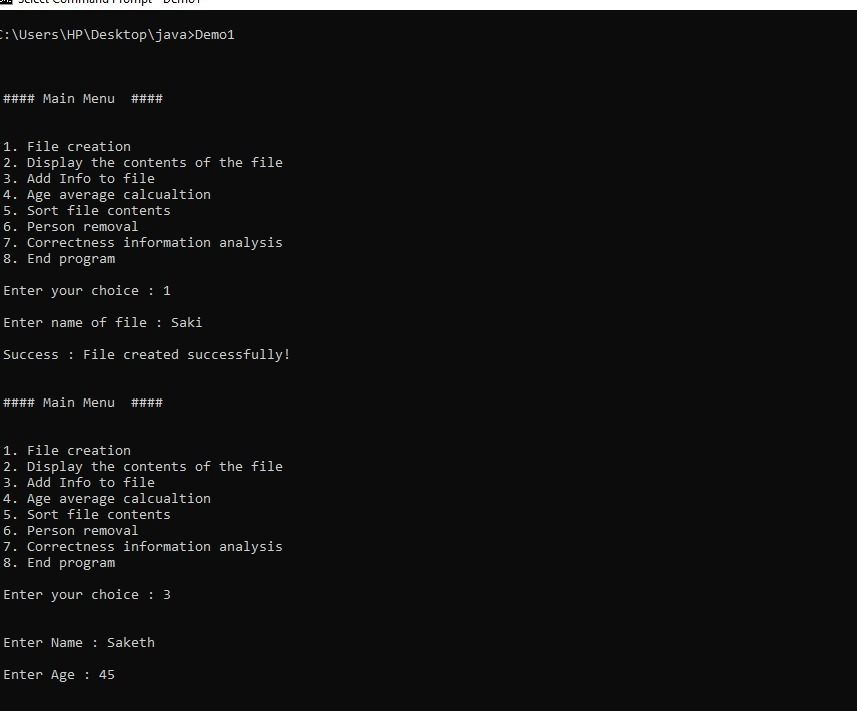 Select Command Prompt - Demo1
C:\Users\HP\Desktop\java>Demo1
#### Main Menu  ####
1. File creation
2. Display the contents of the file
3. Add Info to file
4. Age average calcualtion
5. Sort file contents
6. Person removal
7. Correctness information analysis
8. End program
Enter your choice : 1
Enter name of file : Saki
Success : File created successfully!
#### Main Menu  ####
1. File creation
2. Display the contents of the file
3. Add Info to file
4. Age average calcualtion
5. Sort file contents
6. Person removal
7. Correctness information analysis
8. End program
Enter your choice : 3
Enter Name : Saketh
Enter Age : 45